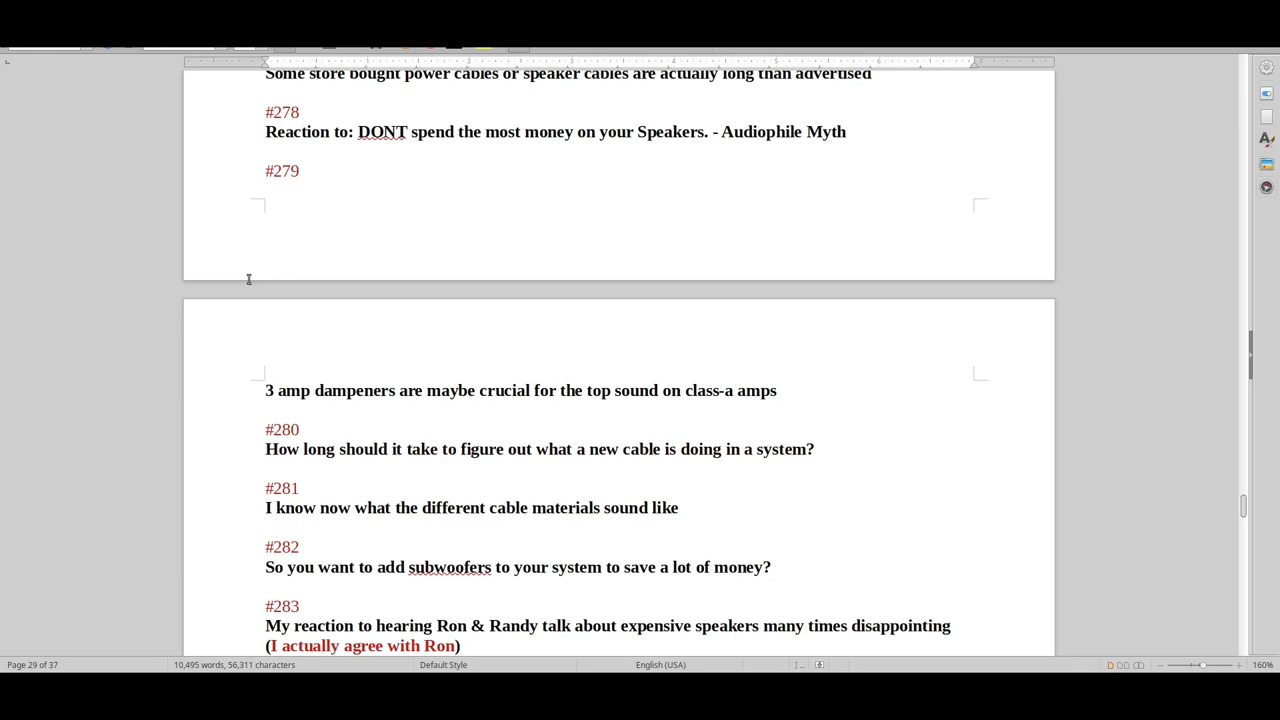 Some store bought power cables or speaker cables are actually long than advertised
#278
Reaction to: DONT spend the most money on your Speakers. - Audiophile Myth
#279
3 amp dampeners are maybe crucial for the top sound on class-a amps
#280
How long should it take to figure out what a new cable is doing in a system?
#281
I know now what the different cable materials sound like
#282
So you want to add subwoofers to your system to save a lot of money?
#283
My reaction to hearing Ron & Randy talk about expensive speakers many times disappointing
(I actually agree with Ron)
Page 29 of 37
10,495 words, 56,311 characters
Default Style
English (USA)
160%